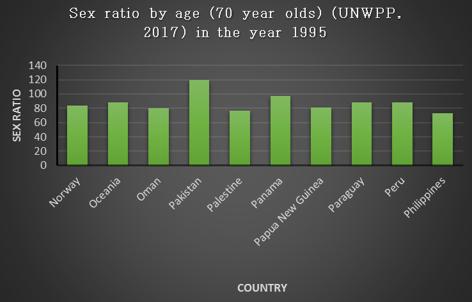 Sex ratio by age (70 year olds) (UNWPP,
2017) in the year 1995
SEX RATIO
140
120
100
80
60
40
20
0
Norway
Oceania
Oman
Pakistan
Palestine
Panama
Papua New Guinea
Paraguay
Peru
Philippines
COUNTRY